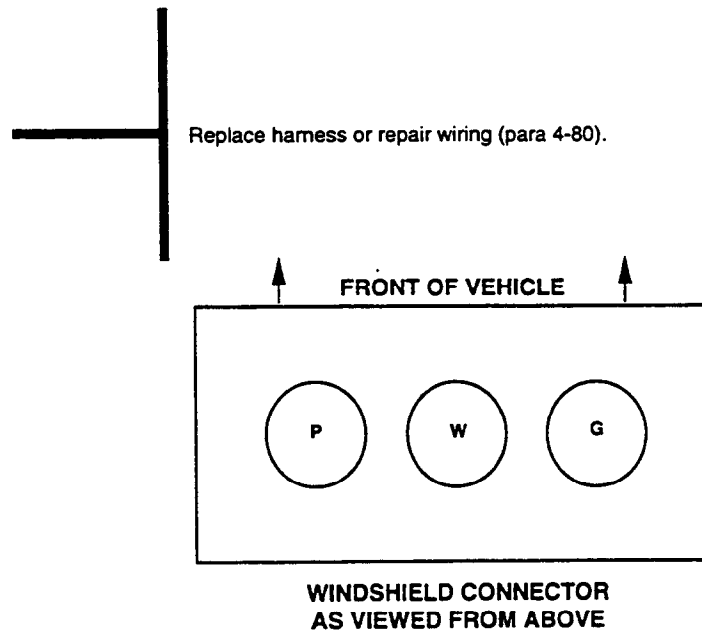 Replace harness or repair wiring (para 4-80).
FRONT OF VEHICLE
P W G
WINDSHIELD CONNECTOR
AS VIEWED FROM ABOVE